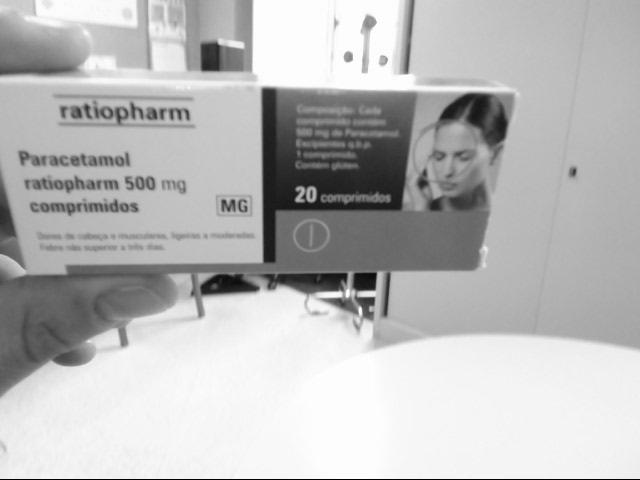 ratiopharm
Paracetamol
ratiopharm 500 mg
comprimidos
MG
Dores de cabeça e musculares, ligeiras a moderadas.
Febre não superior a três dias.
Composição: Cada
comprimido contém
500 mg de Paracetamol.
Excipientes q.b.p.
1 comprimido.
Contém glúten.
20 comprimidos